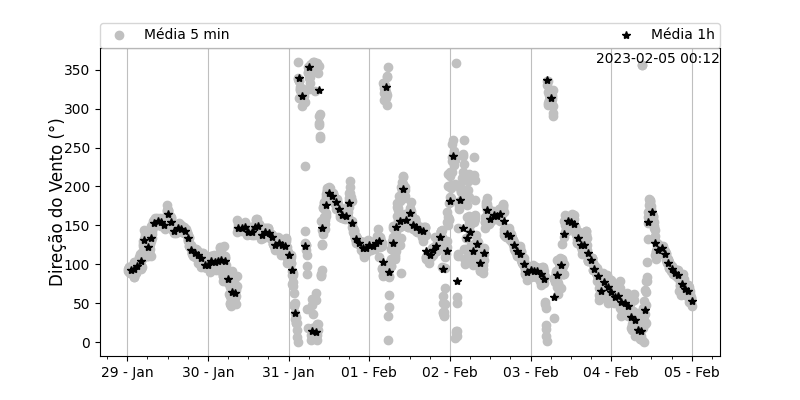 Média 5 min
Média 1h
2023-02-05 00:12
Direção do Vento (°)
350
300
250
200
150
100
50
0
29 - Jan
30 - Jan
31 - Jan
01 - Feb
02 - Feb
03 - Feb
04 - Feb
05 - Feb